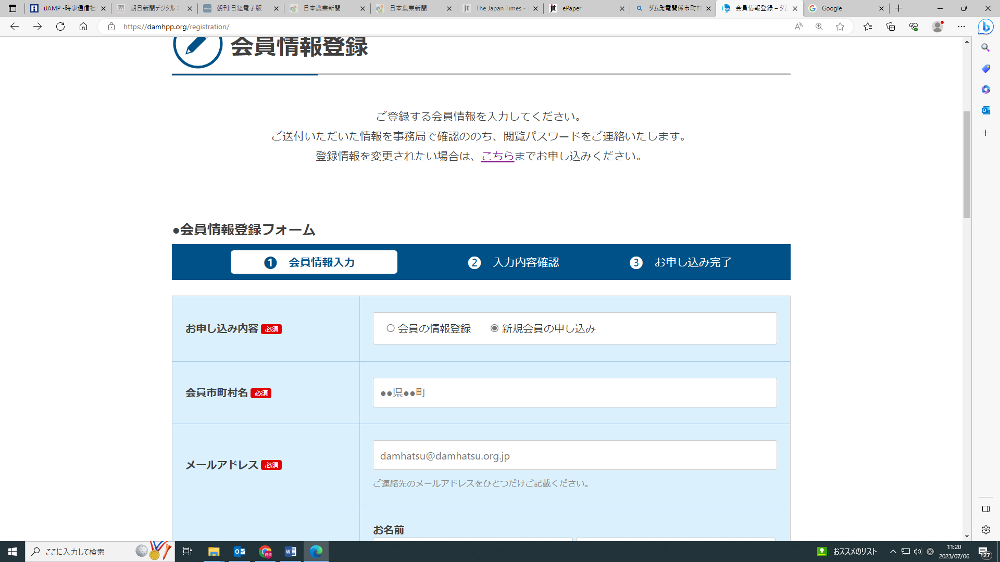 iJAMP -時事通信社
朝日新聞デジタル：
朝刊:日経電子版
日本農業新聞
日本農業新聞
The Japan Times -
ePaper
ダム発電関係市町村
会員情報登録 – ダム
Google
https://damhpp.org/registration/
会員情報登録
ご登録する会員情報を入力してください。
ご送付いただいた情報を事務局で確認ののち、閲覧パスワードをご連絡いたします。
登録情報を変更されたい場合は、こちらまでお申し込みください。
●会員情報登録フォーム
1 会員情報入力
2 入力内容確認
3 お申し込み完了
お申し込み内容 必須
会員の情報登録 新規会員の申し込み
会員市町村名 必須
●●県●●町
メールアドレス 必須
damhatsu@damhatsu.org.jp
ご連絡先のメールアドレスをひとつだけご記載ください。
お名前
ここに入力して検索
おススメのリスト
11:20
2023/07/06
27